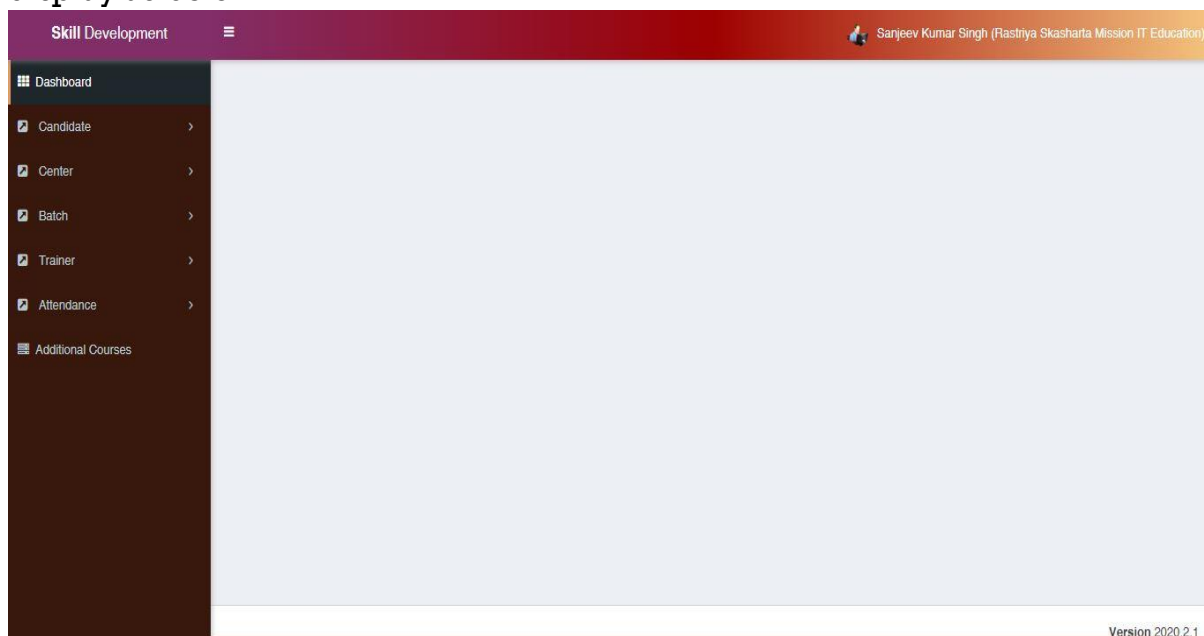 Skill Development
Sanjeev Kumar Singh (Rastriya Skasharta Mission IT Education)
Dashboard
Candidate
Center
Batch
Trainer
Attendance
Additional Courses
Version 2020.2.1